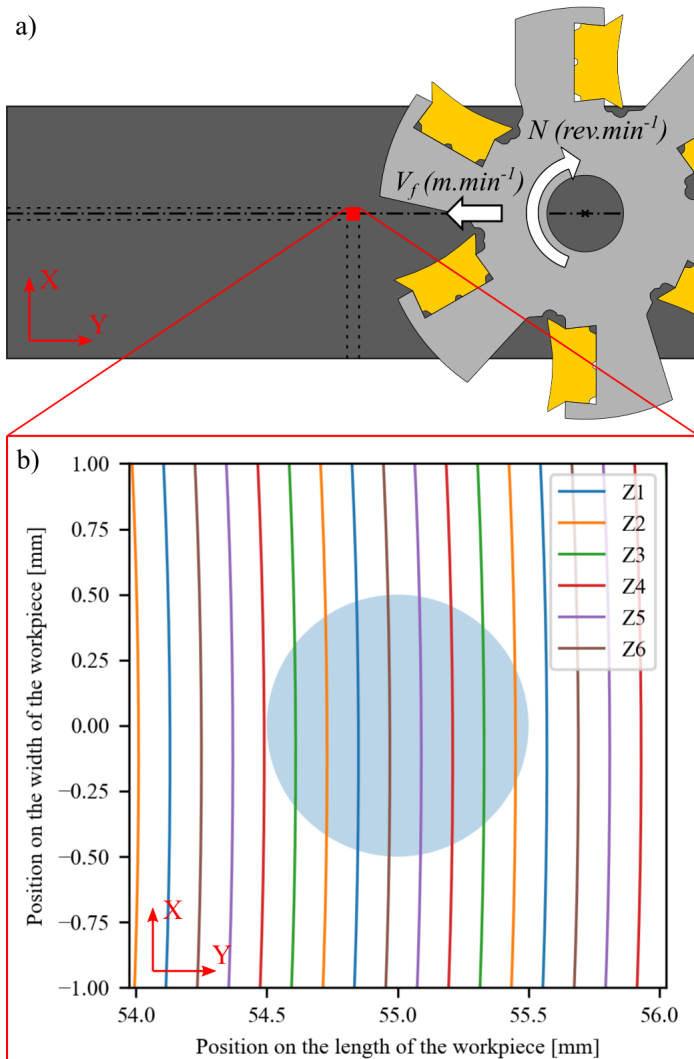 a)
N (rev.min⁻¹)
V_f (m.min⁻¹)
X
Y
b)
1.00
0.75
0.50
0.25
0.00
−0.25
−0.50
−0.75
−1.00
Position on the width of the workpiece [mm]
Z1
Z2
Z3
Z4
Z5
Z6
X
Y
54.0 54.5 55.0 55.5 56.0
Position on the length of the workpiece [mm]